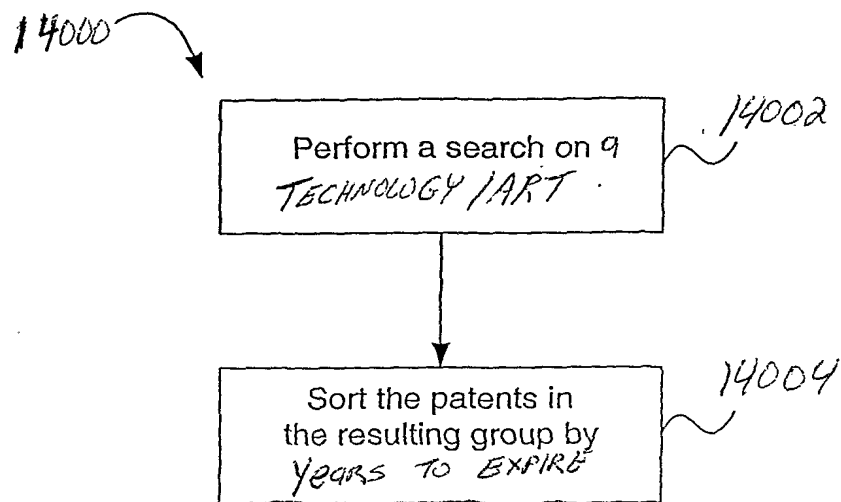 14000
14002
Perform a search on a
TECHNOLOGY / ART
14004
Sort the patents in
the resulting group by
years TO EXPIRE